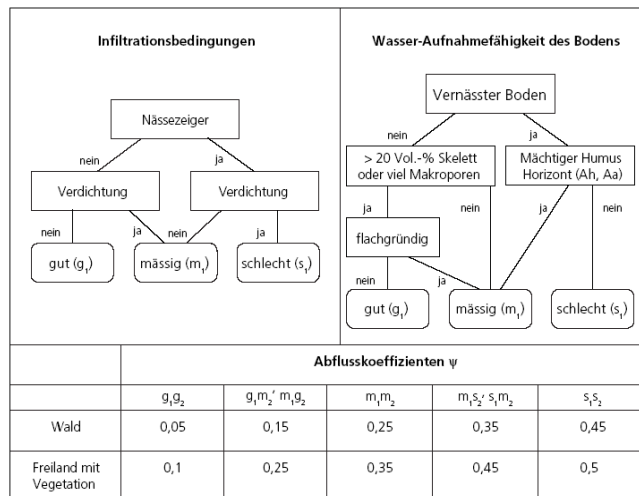 Infiltrationsbedingungen
Nässezeiger
nein
ja
Verdichtung
Verdichtung
nein
ja
nein
ja
gut (g₁)
mässig (m₁)
schlecht (s₁)
Wasser-Aufnahmefähigkeit des Bodens
Vernässter Boden
nein
ja
> 20 Vol.-% Skelett
oder viel Makroporen
Mächtiger Humus
Horizont (Ah, Aa)
ja
nein
ja
nein
flachgründig
nein
ja
gut (g₁)
mässig (m₁)
schlecht (s₁)
Abflusskoeffizienten ψ
g₁g₂ g₁m₂, m₁g₂ m₁m₂ m₁s₂, s₁m₂ s₁s₂
Wald 0,05 0,15 0,25 0,35 0,45
Freiland mit
Vegetation 0,1 0,25 0,35 0,45 0,5